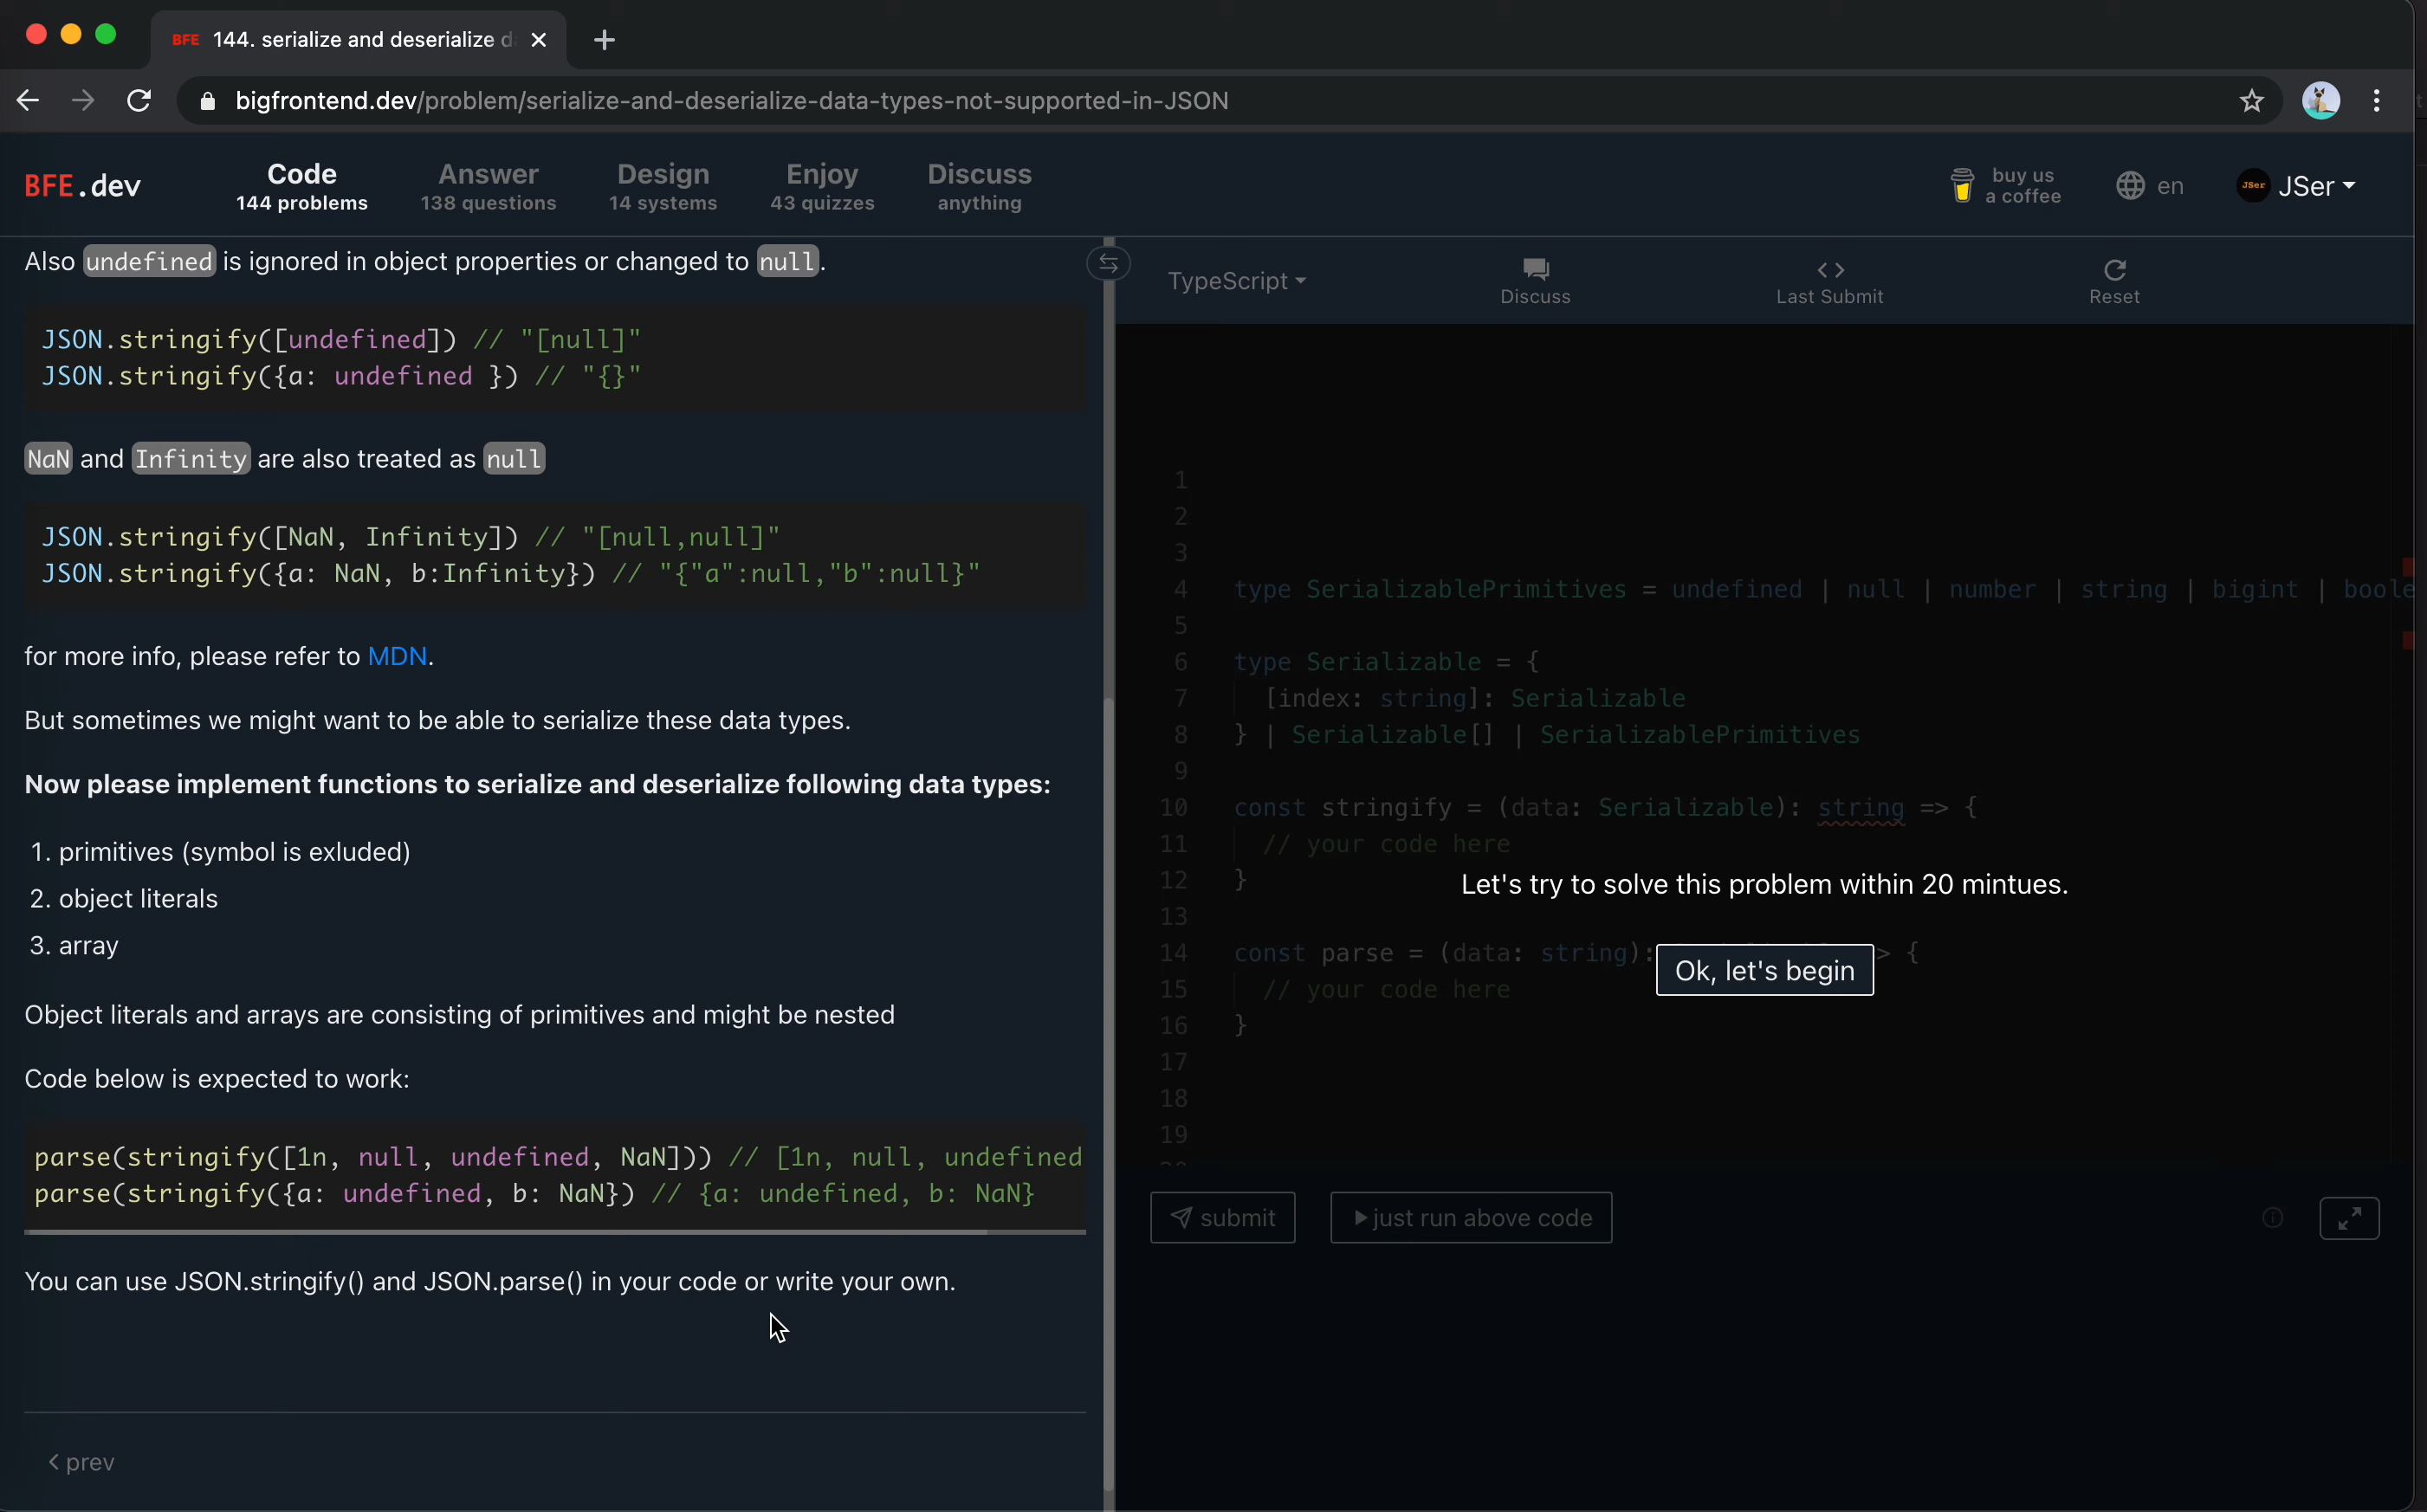 BFE 144. serialize and deserialize d
bigfrontend.dev/problem/serialize-and-deserialize-data-types-not-supported-in-JSON
BFE.dev
Code
144 problems
Answer
138 questions
Design
14 systems
Enjoy
43 quizzes
Discuss
anything
buy us
a coffee
en
JSer
JSer
Also undefined is ignored in object properties or changed to null.
JSON.stringify([undefined]) // "[null]"
JSON.stringify({a: undefined }) // "{}"
NaN and Infinity are also treated as null
JSON.stringify([NaN, Infinity]) // "[null,null]"
JSON.stringify({a: NaN, b:Infinity}) // "{"a":null,"b":null}"
for more info, please refer to MDN.
But sometimes we might want to be able to serialize these data types.
Now please implement functions to serialize and deserialize following data types:
1. primitives (symbol is exluded)
2. object literals
3. array
Object literals and arrays are consisting of primitives and might be nested
Code below is expected to work:
parse(stringify([1n, null, undefined, NaN])) // [1n, null, undefined
parse(stringify({a: undefined, b: NaN}) // {a: undefined, b: NaN}
You can use JSON.stringify() and JSON.parse() in your code or write your own.
< prev
TypeScript
Discuss
Last Submit
Reset
1
2
3
4 type SerializablePrimitives = undefined | null | number | string | bigint | boole
5
6 type Serializable = {
7 [index: string]: Serializable
8 } | Serializable[] | SerializablePrimitives
9
10 const stringify = (data: Serializable): string => {
11 // your code here
12 }
13
14 const parse = (data: string): > {
15 // your code here
16 }
17
18
19
Let's try to solve this problem within 20 mintues.
Ok, let's begin
submit
just run above code